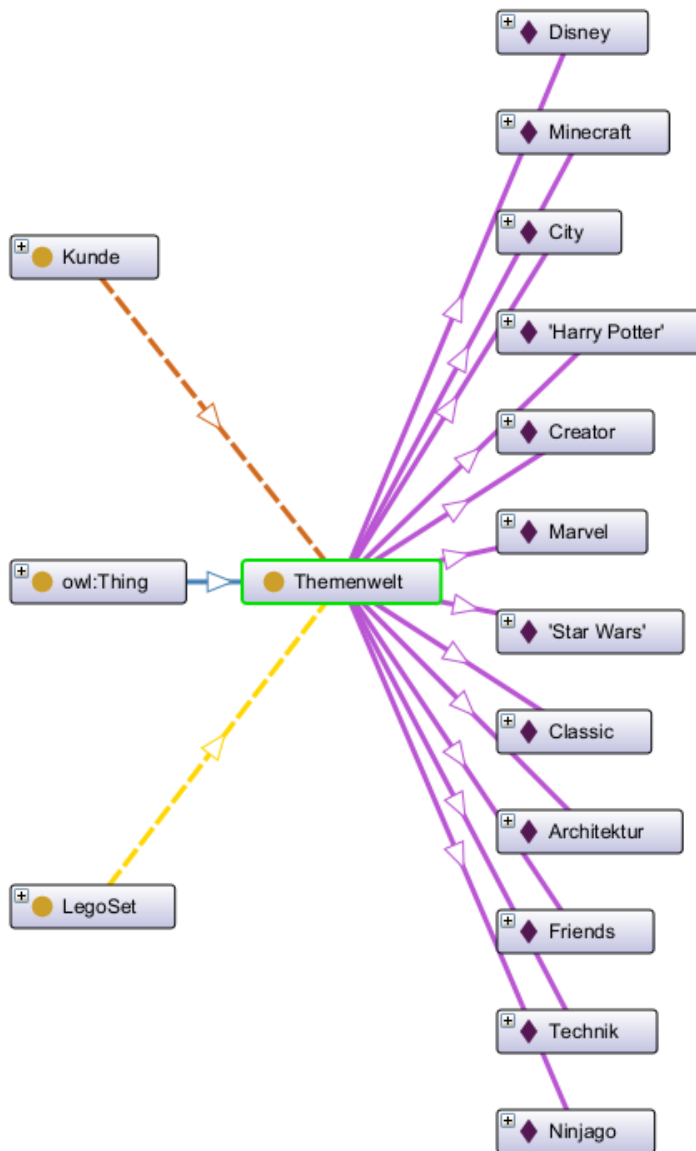 Disney
Minecraft
City
Kunde
'Harry Potter'
Creator
Marvel
owl:Thing
Themenwelt
'Star Wars'
Classic
Architektur
LegoSet
Friends
Technik
Ninjago